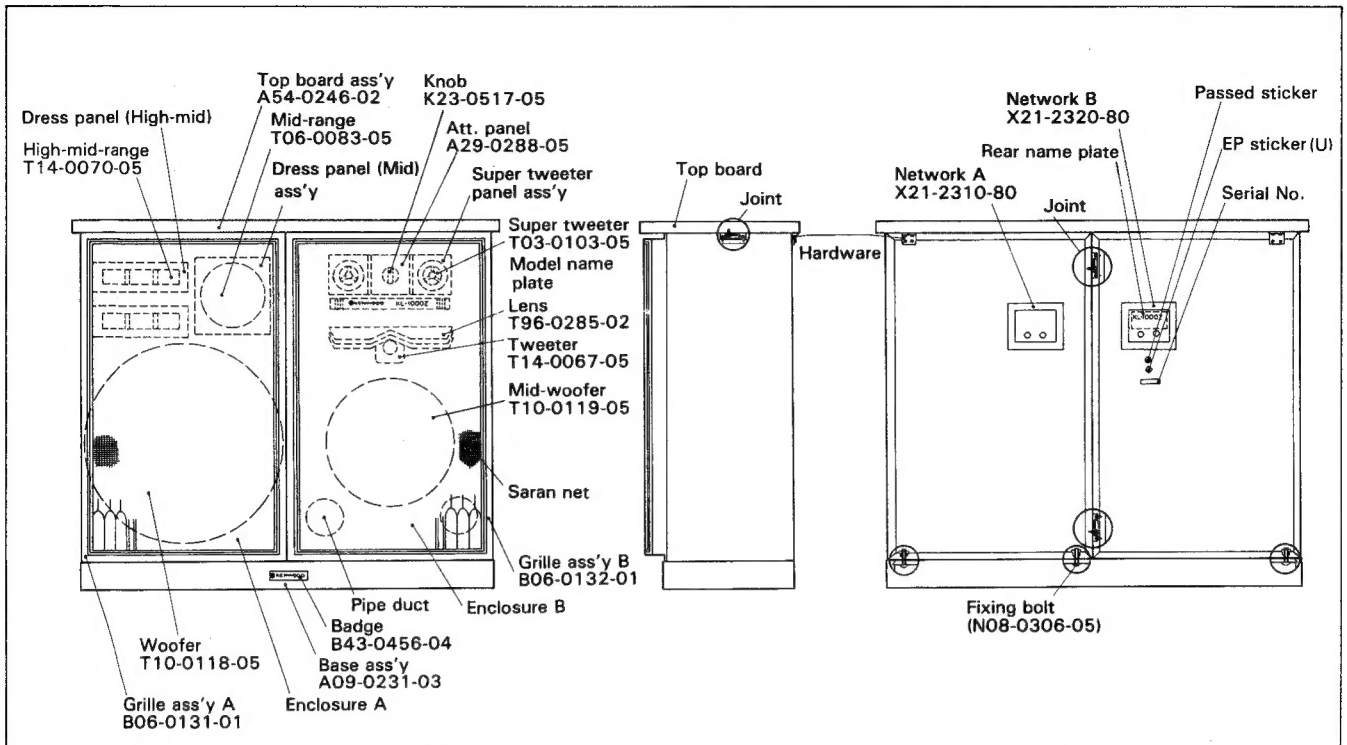 Top board ass'y
A54-0246-02
Knob
K23-0517-05
Dress panel (High-mid)
Mid-range
T06-0083-05
Att. panel
A29-0288-05
High-mid-range
T14-0070-05
Dress panel (Mid)
ass'y
Super tweeter
panel ass'y
Super tweeter
T03-0103-05
Model name
plate
KENWOOD KL-1000Z
Lens
T96-0285-02
Tweeter
T14-0067-05
Mid-woofer
T10-0119-05
Saran net
Grille ass'y B
B06-0132-01
KENWOOD
Pipe duct
Enclosure B
Badge
B43-0456-04
Woofer
T10-0118-05
Base ass'y
A09-0231-03
Grille ass'y A
B06-0131-01
Enclosure A
Top board
Joint
Hardware
Network B
X21-2320-80
Passed sticker
Rear name plate
EP sticker (U)
Network A
X21-2310-80
Joint
Serial No.
KL-1000Z
Fixing bolt
(N08-0306-05)